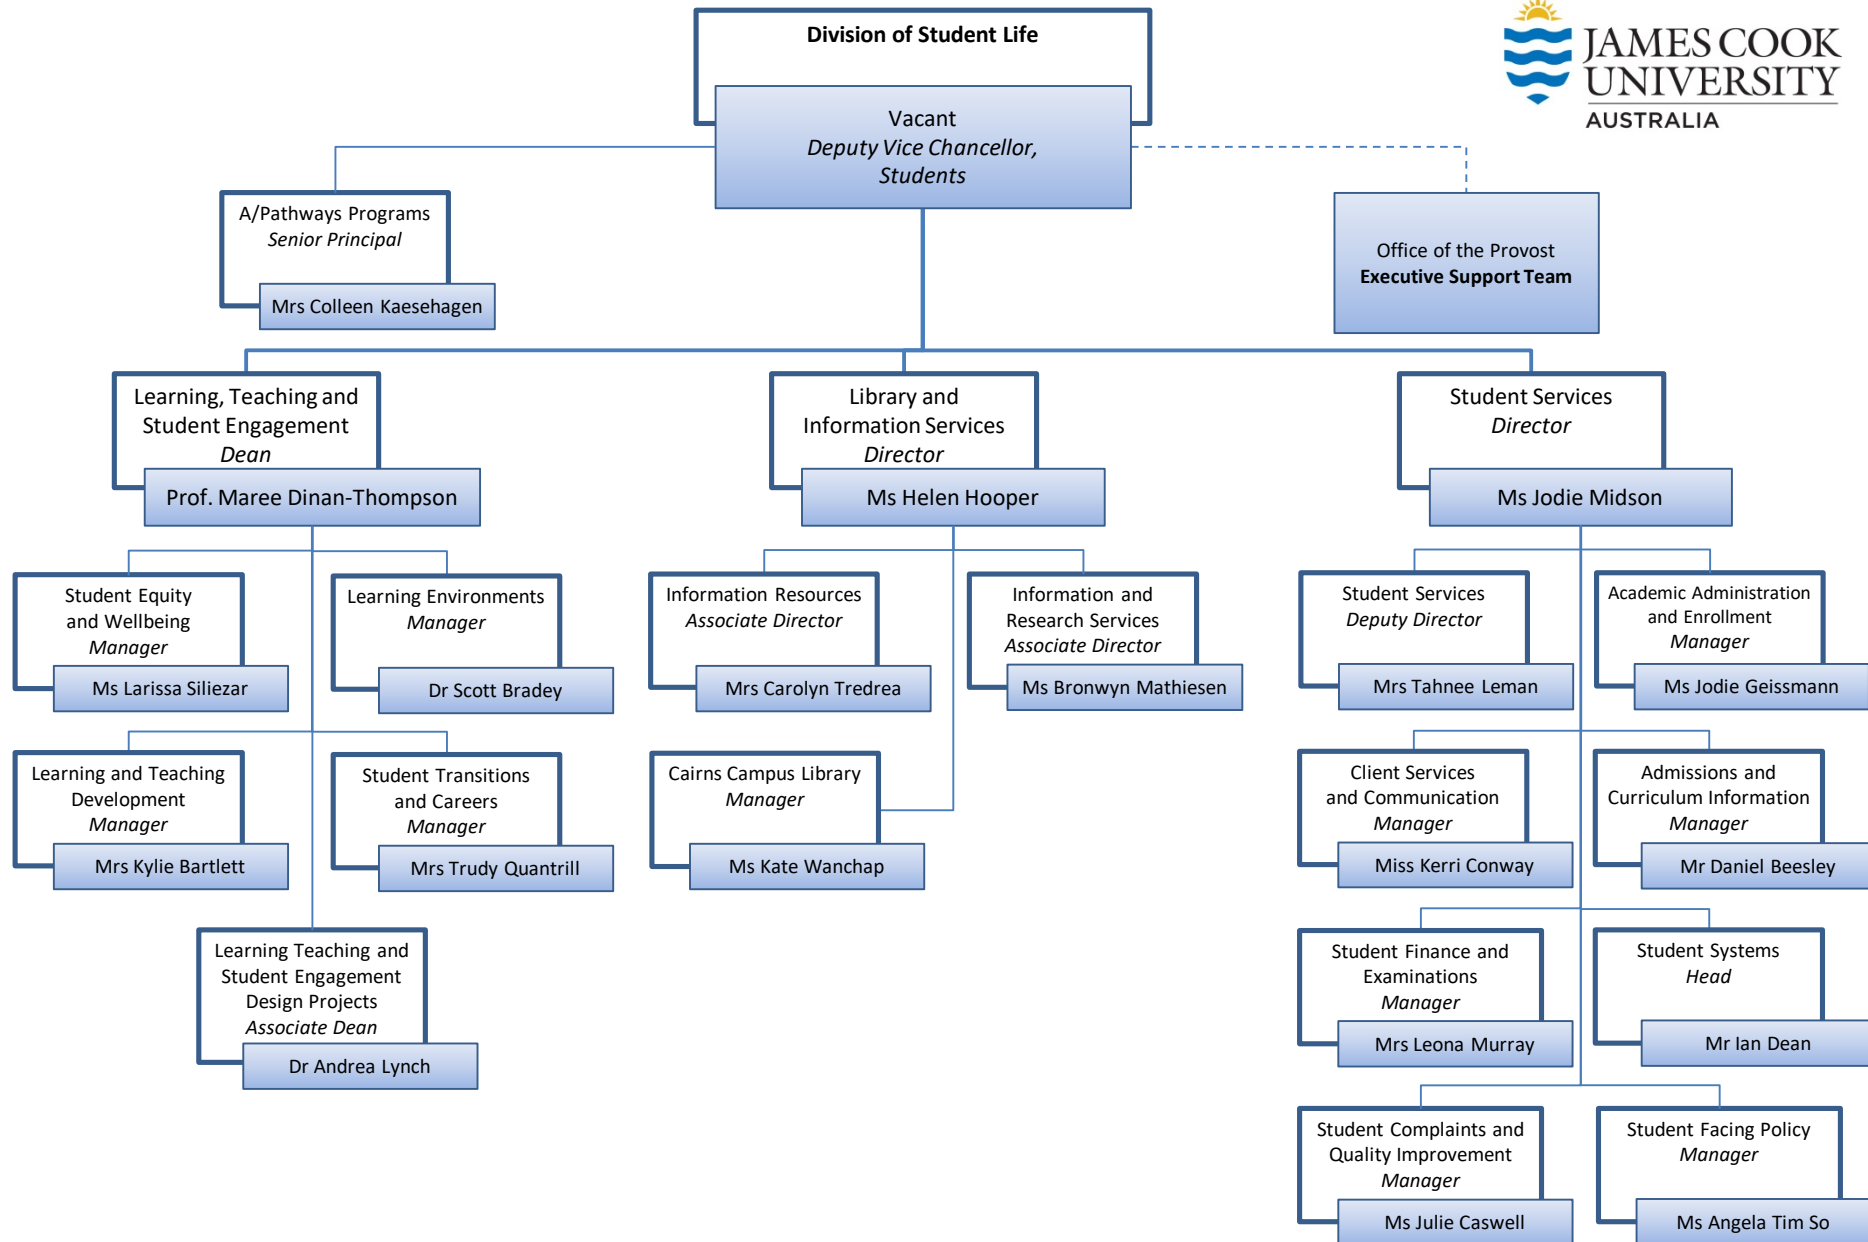 Division of Student Life
JAMES COOK
UNIVERSITY
AUSTRALIA
Vacant
Deputy Vice Chancellor,
Students
A/Pathways Programs
Senior Principal
Mrs Colleen Kaesehagen
Office of the Provost
Executive Support Team
Learning, Teaching and
Student Engagement
Dean
Prof. Maree Dinan-Thompson
Library and
Information Services
Director
Ms Helen Hooper
Student Services
Director
Ms Jodie Midson
Student Equity
and Wellbeing
Manager
Ms Larissa Siliezar
Learning Environments
Manager
Dr Scott Bradey
Information Resources
Associate Director
Mrs Carolyn Tredrea
Information and
Research Services
Associate Director
Ms Bronwyn Mathiesen
Student Services
Deputy Director
Mrs Tahnee Leman
Academic Administration
and Enrollment
Manager
Ms Jodie Geissmann
Learning and Teaching
Development
Manager
Mrs Kylie Bartlett
Student Transitions
and Careers
Manager
Mrs Trudy Quantrill
Cairns Campus Library
Manager
Ms Kate Wanchap
Client Services
and Communication
Manager
Miss Kerri Conway
Admissions and
Curriculum Information
Manager
Mr Daniel Beesley
Learning Teaching and
Student Engagement
Design Projects
Associate Dean
Dr Andrea Lynch
Student Finance and
Examinations
Manager
Mrs Leona Murray
Student Systems
Head
Mr Ian Dean
Student Complaints and
Quality Improvement
Manager
Ms Julie Caswell
Student Facing Policy
Manager
Ms Angela Tim So